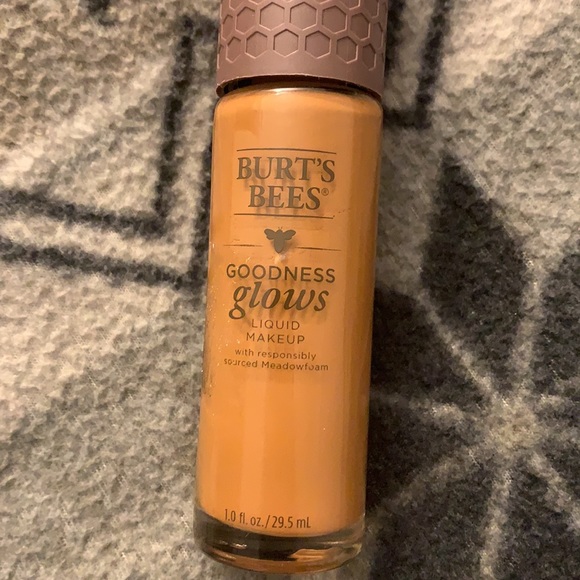 BURT'S
BEES®
GOODNESS
glows
LIQUID
MAKEUP
with responsibly
sourced Meadowfoam
1.0 fl. oz./29.5 mL